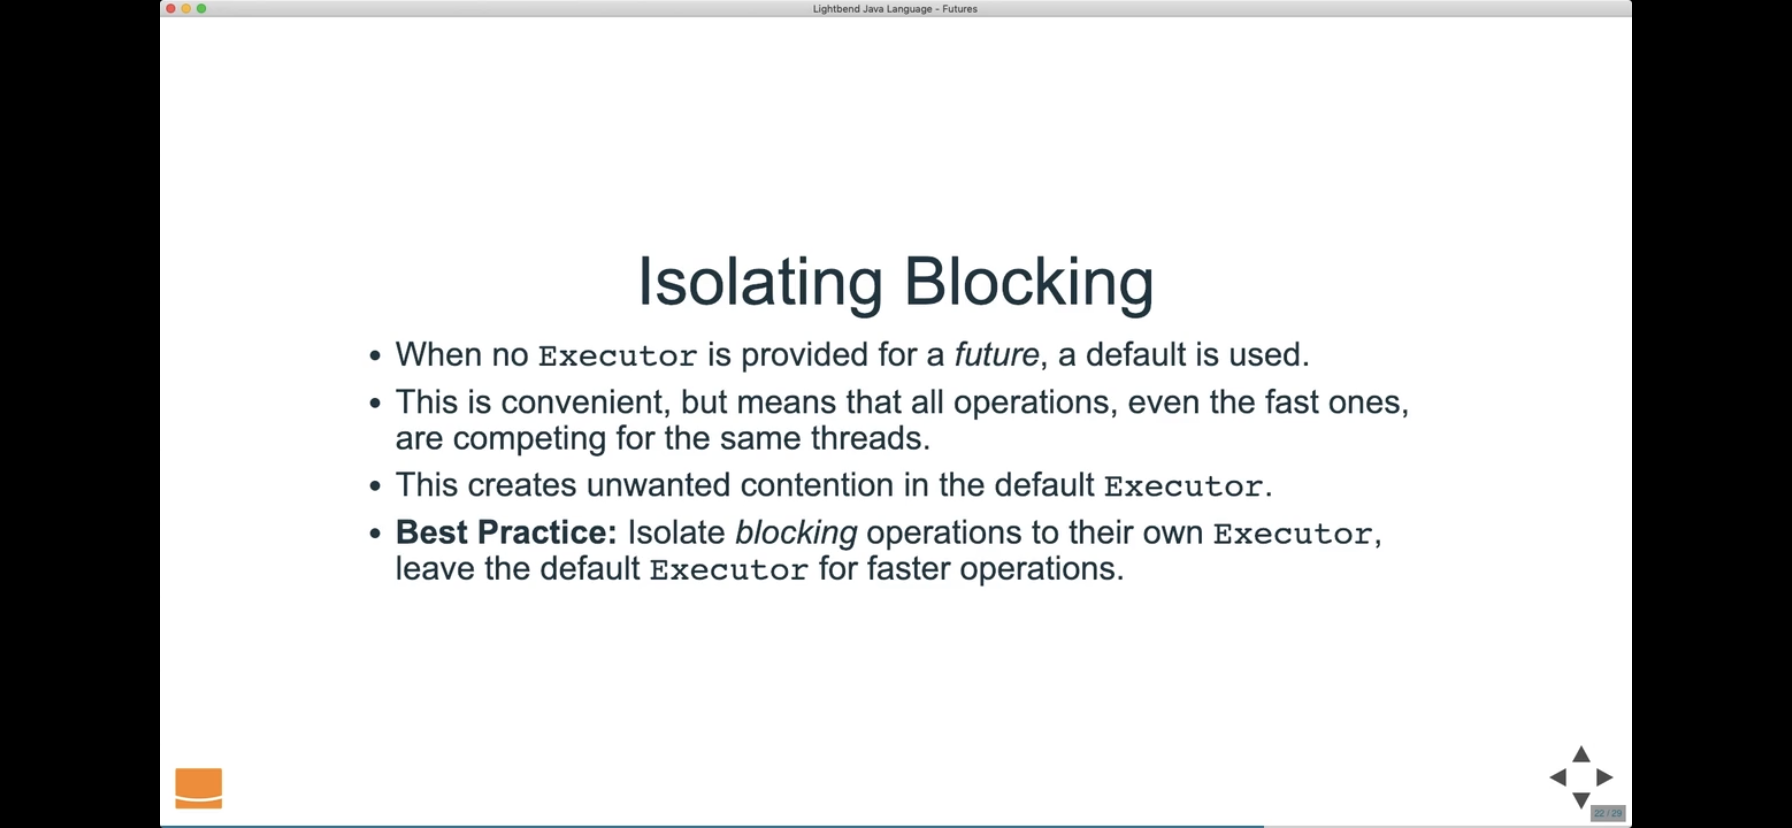 Lightbend Java Language - Futures
Isolating Blocking
• When no Executor is provided for a future, a default is used.
• This is convenient, but means that all operations, even the fast ones,
are competing for the same threads.
• This creates unwanted contention in the default Executor.
• Best Practice: Isolate blocking operations to their own Executor,
leave the default Executor for faster operations.
22 / 29